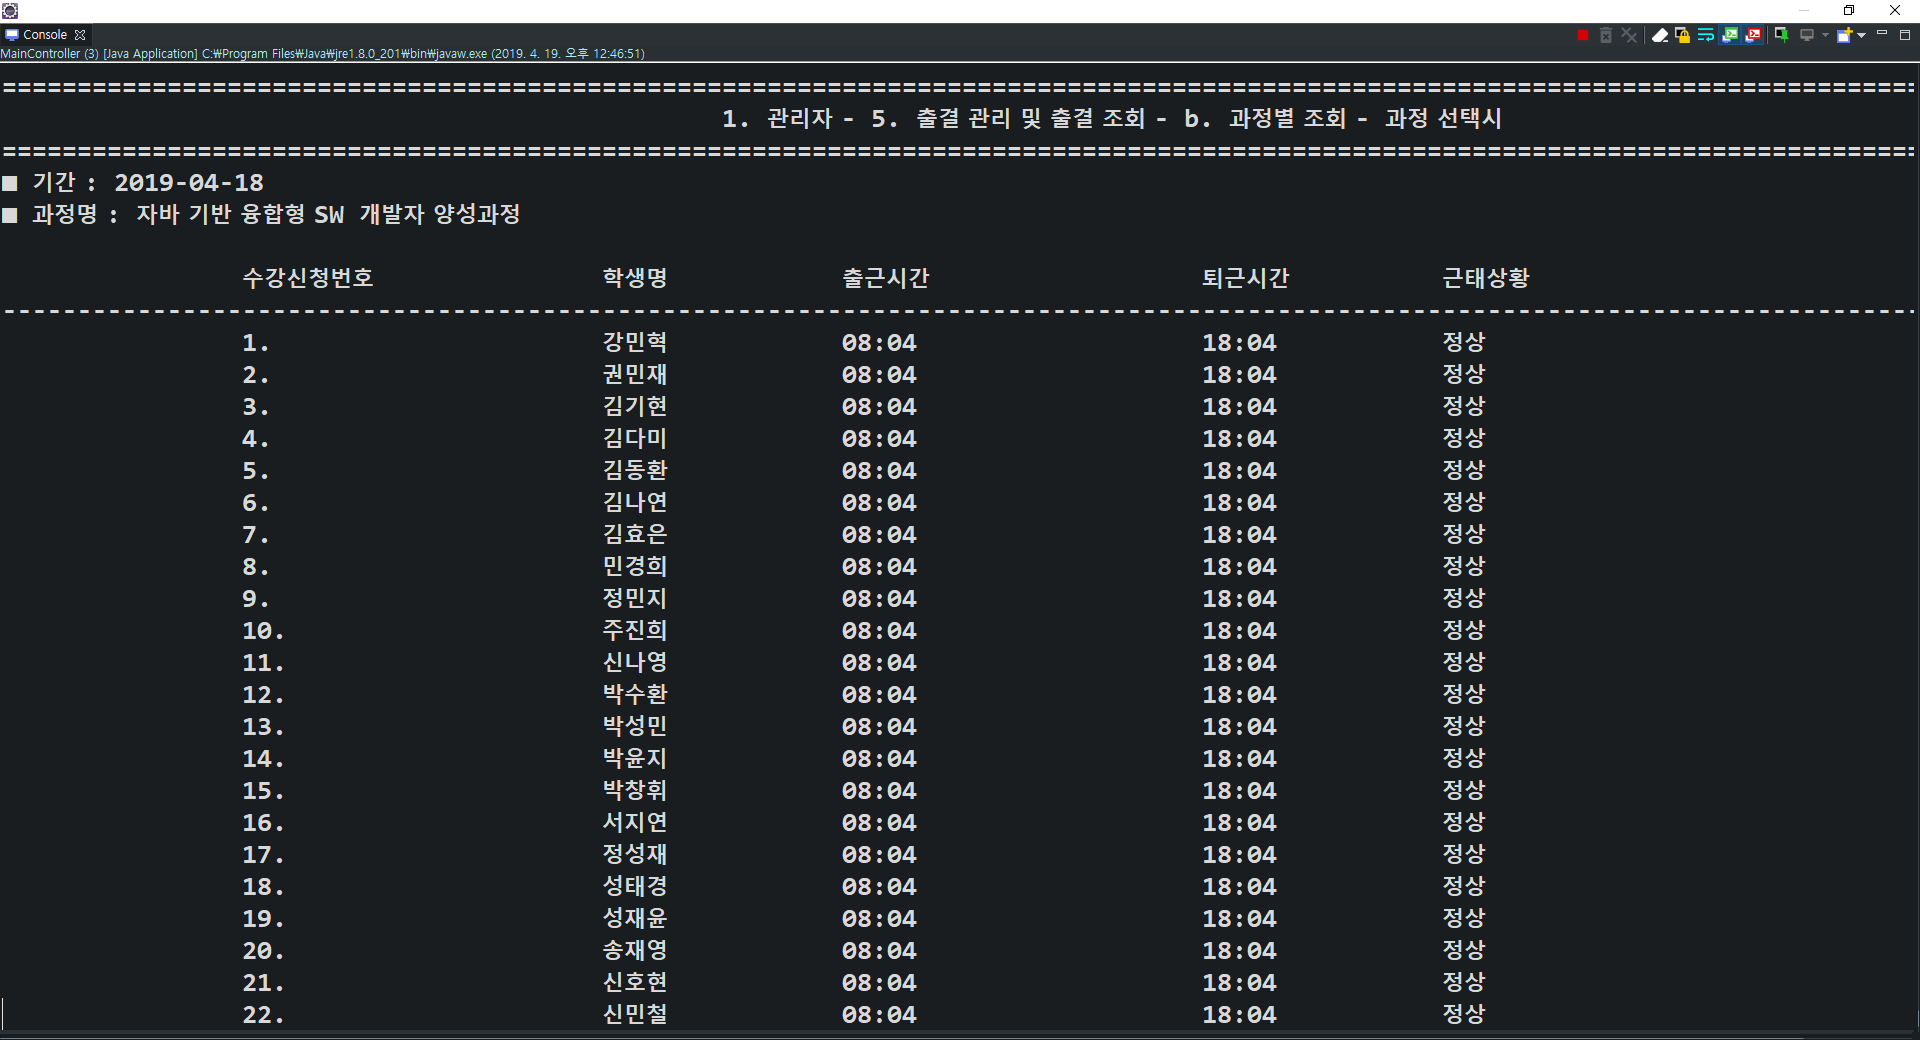 Console
MainController (3) [Java Application] C:₩Program Files₩Java₩jre1.8.0_201₩bin₩javaw.exe (2019. 4. 19. 오후 12:46:51)
1. 관리자 - 5. 출결 관리 및 출결 조회 - b. 과정별 조회 - 과정 선택시
■ 기간 : 2019-04-18
■ 과정명 : 자바 기반 융합형 SW 개발자 양성과정
수강신청번호 학생명 출근시간 퇴근시간 근태상황
1. 강민혁 08:04 18:04 정상
2. 권민재 08:04 18:04 정상
3. 김기현 08:04 18:04 정상
4. 김다미 08:04 18:04 정상
5. 김동환 08:04 18:04 정상
6. 김나연 08:04 18:04 정상
7. 김효은 08:04 18:04 정상
8. 민경희 08:04 18:04 정상
9. 정민지 08:04 18:04 정상
10. 주진희 08:04 18:04 정상
11. 신나영 08:04 18:04 정상
12. 박수환 08:04 18:04 정상
13. 박성민 08:04 18:04 정상
14. 박윤지 08:04 18:04 정상
15. 박창휘 08:04 18:04 정상
16. 서지연 08:04 18:04 정상
17. 정성재 08:04 18:04 정상
18. 성태경 08:04 18:04 정상
19. 성재윤 08:04 18:04 정상
20. 송재영 08:04 18:04 정상
21. 신호현 08:04 18:04 정상
22. 신민철 08:04 18:04 정상